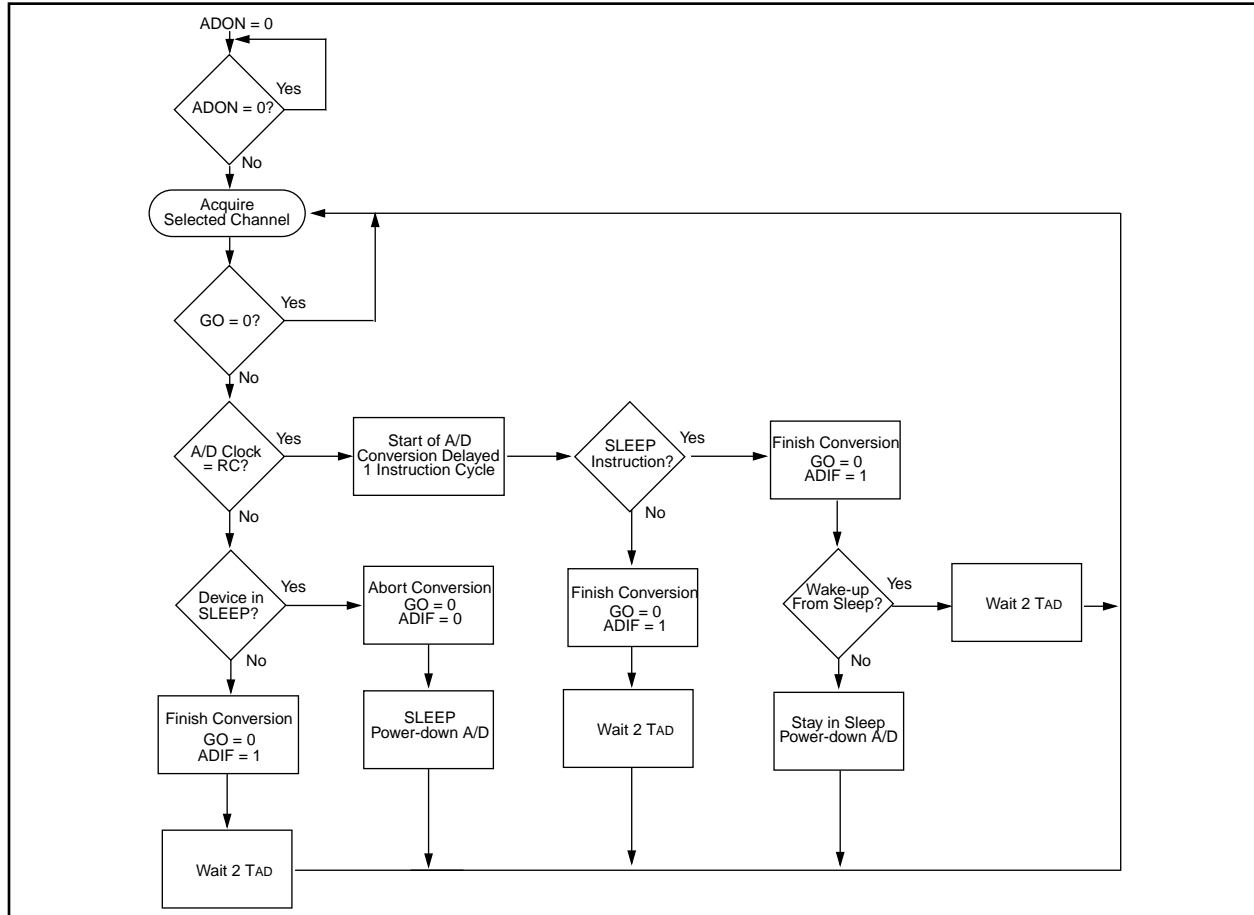 ADON = 0
Yes
ADON = 0?
No
Acquire
Selected Channel
Yes
GO = 0?
No
A/D Clock
= RC?
Yes
Start of A/D
Conversion Delayed
1 Instruction Cycle
SLEEP
Instruction?
Yes
Finish Conversion
GO = 0
ADIF = 1
No
No
Device in
SLEEP?
Yes
Abort Conversion
GO = 0
ADIF = 0
Finish Conversion
GO = 0
ADIF = 1
Wake-up
From Sleep?
Yes
Wait 2 TAD
No
No
Finish Conversion
GO = 0
ADIF = 1
SLEEP
Power-down A/D
Wait 2 TAD
Stay in Sleep
Power-down A/D
Wait 2 TAD